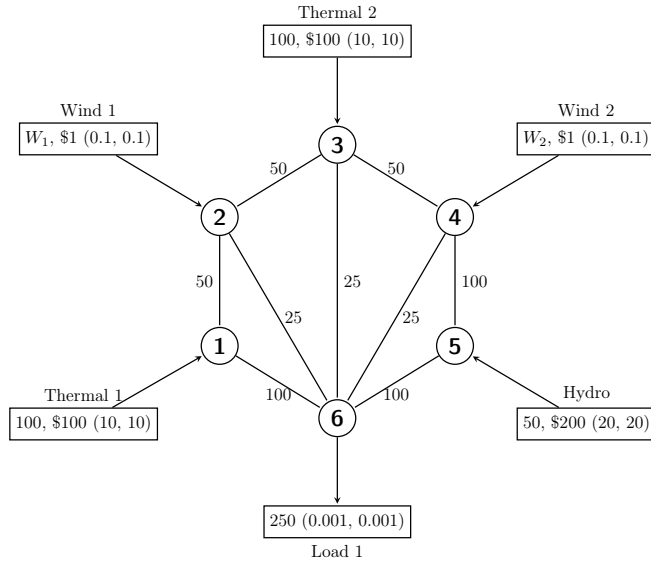 Thermal 2
100, $100 (10, 10)
Wind 1
W₁, $1 (0.1, 0.1)
Wind 2
W₂, $1 (0.1, 0.1)
3
50
50
2
4
50
25
25
25
100
1
5
Thermal 1
100, $100 (10, 10)
100
100
Hydro
50, $200 (20, 20)
6
250 (0.001, 0.001)
Load 1